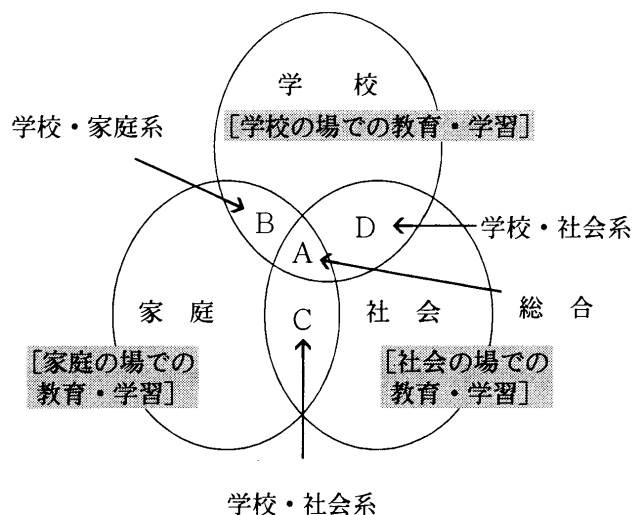 学 校
[学校の場での教育・学習]
学校・家庭系
B
D
学校・社会系
A
家 庭
C
社 会
総 合
[家庭の場での
教育・学習]
[社会の場での
教育・学習]
学校・社会系